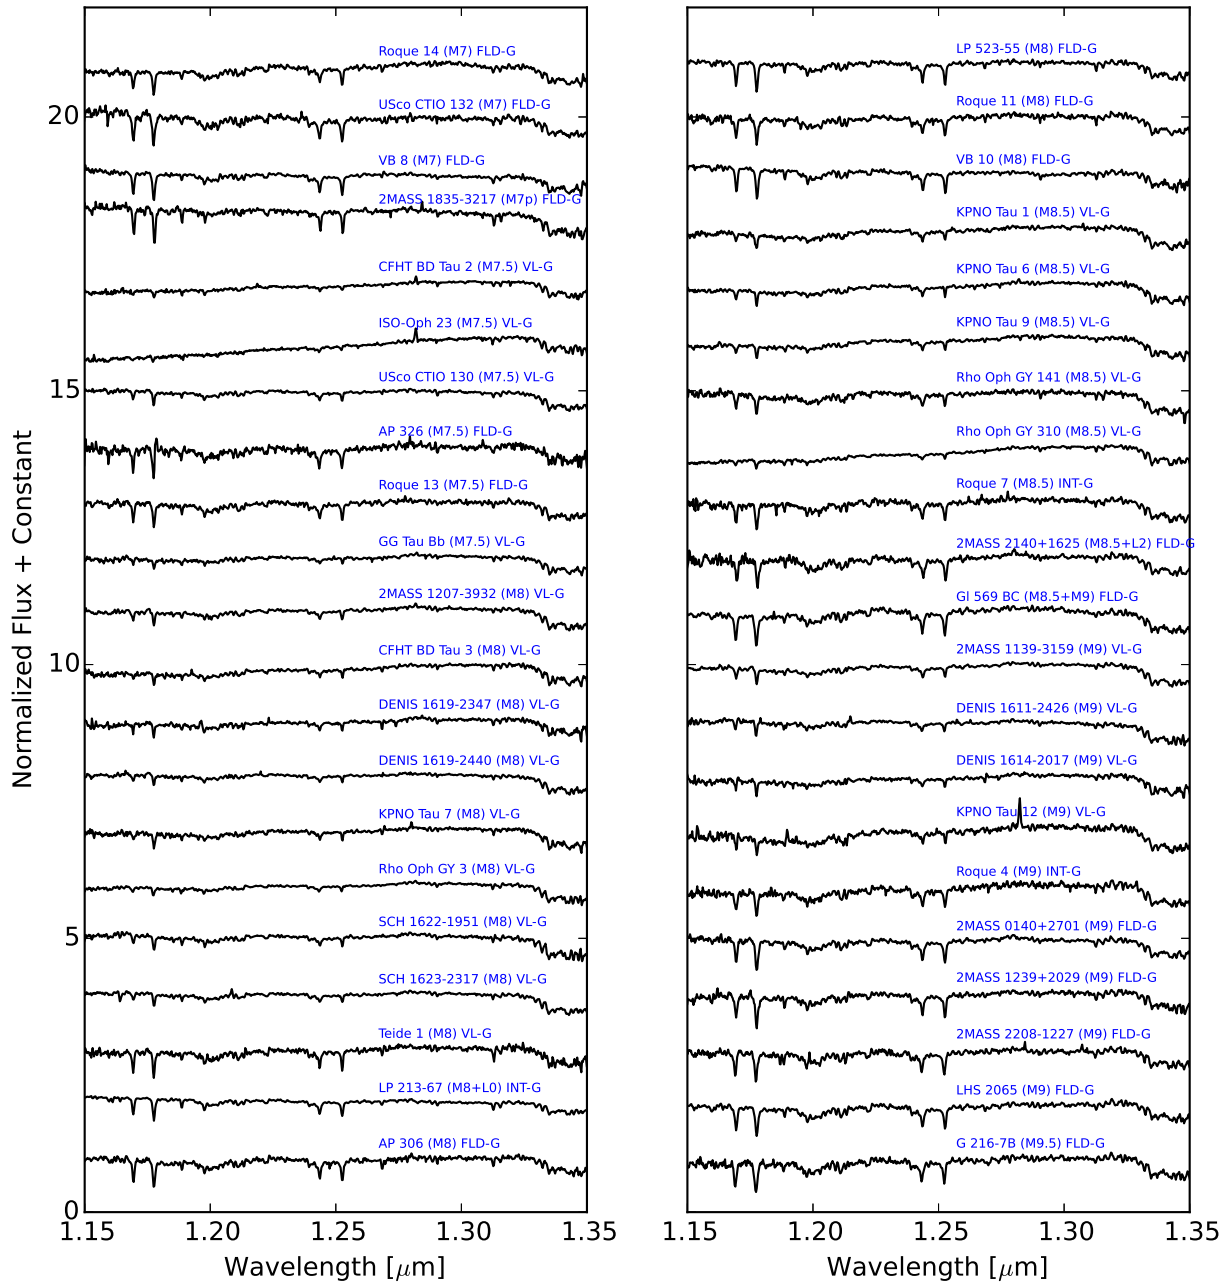 Roque 14 (M7) FLD-G
USco CTIO 132 (M7) FLD-G
VB 8 (M7) FLD-G
2MASS 1835-3217 (M7p) FLD-G
CFHT BD Tau 2 (M7.5) VL-G
ISO-Oph 23 (M7.5) VL-G
USco CTIO 130 (M7.5) VL-G
AP 326 (M7.5) FLD-G
Roque 13 (M7.5) FLD-G
GG Tau Bb (M7.5) VL-G
2MASS 1207-3932 (M8) VL-G
CFHT BD Tau 3 (M8) VL-G
DENIS 1619-2347 (M8) VL-G
DENIS 1619-2440 (M8) VL-G
KPNO Tau 7 (M8) VL-G
Rho Oph GY 3 (M8) VL-G
SCH 1622-1951 (M8) VL-G
SCH 1623-2317 (M8) VL-G
Teide 1 (M8) VL-G
LP 213-67 (M8+L0) INT-G
AP 306 (M8) FLD-G
20
15
10
5
0
Normalized Flux + Constant
1.15 1.20 1.25 1.30 1.35
Wavelength [μm]
LP 523-55 (M8) FLD-G
Roque 11 (M8) FLD-G
VB 10 (M8) FLD-G
KPNO Tau 1 (M8.5) VL-G
KPNO Tau 6 (M8.5) VL-G
KPNO Tau 9 (M8.5) VL-G
Rho Oph GY 141 (M8.5) VL-G
Rho Oph GY 310 (M8.5) VL-G
Roque 7 (M8.5) INT-G
2MASS 2140+1625 (M8.5+L2) FLD-G
Gl 569 BC (M8.5+M9) FLD-G
2MASS 1139-3159 (M9) VL-G
DENIS 1611-2426 (M9) VL-G
DENIS 1614-2017 (M9) VL-G
KPNO Tau 12 (M9) VL-G
Roque 4 (M9) INT-G
2MASS 0140+2701 (M9) FLD-G
2MASS 1239+2029 (M9) FLD-G
2MASS 2208-1227 (M9) FLD-G
LHS 2065 (M9) FLD-G
G 216-7B (M9.5) FLD-G
1.15 1.20 1.25 1.30 1.35
Wavelength [μm]